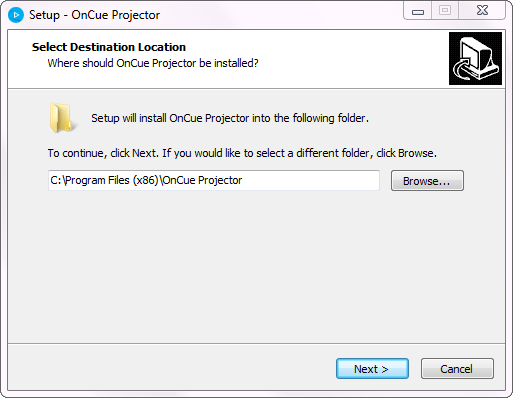 Setup - OnCue Projector
Select Destination Location
Where should OnCue Projector be installed?
Setup will install OnCue Projector into the following folder.
To continue, click Next. If you would like to select a different folder, click Browse.
C:\Program Files (x86)\OnCue Projector
Browse...
Next >
Cancel